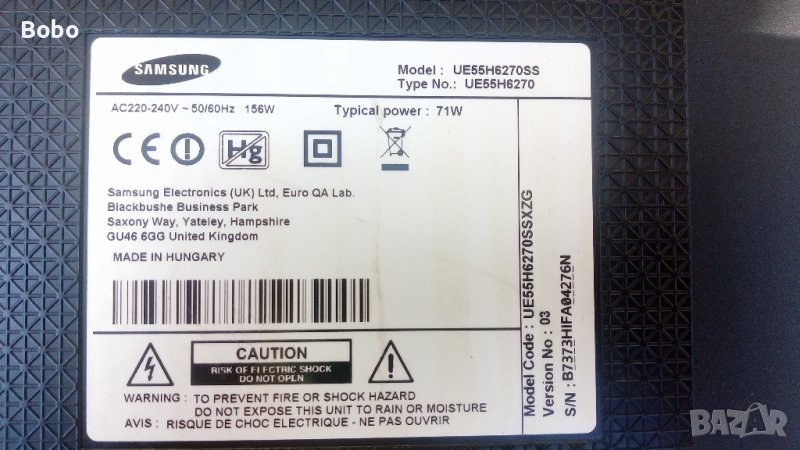 Bobo
SAMSUNG
Model : UE55H6270SS
Type No.: UE55H6270
AC220-240V ~ 50/60Hz 156W Typical power : 71W
CE Hg
Samsung Electronics (UK) Ltd, Euro QA Lab.
Blackbushe Business Park
Saxony Way, Yateley, Hampshire
GU46 6GG United Kingdom
MADE IN HUNGARY
CAUTION
RISK OF ELECTRIC SHOCK
DO NOT OPEN
WARNING : TO PREVENT FIRE OR SHOCK HAZARD
DO NOT EXPOSE THIS UNIT TO RAIN OR MOISTURE
AVIS : RISQUE DE CHOC ELECTRIQUE - NE PAS OUVRIR
Model Code : UE55H6270SSXZG
Version No : 03
S/N : B7373HIFA04276N
BAZAR